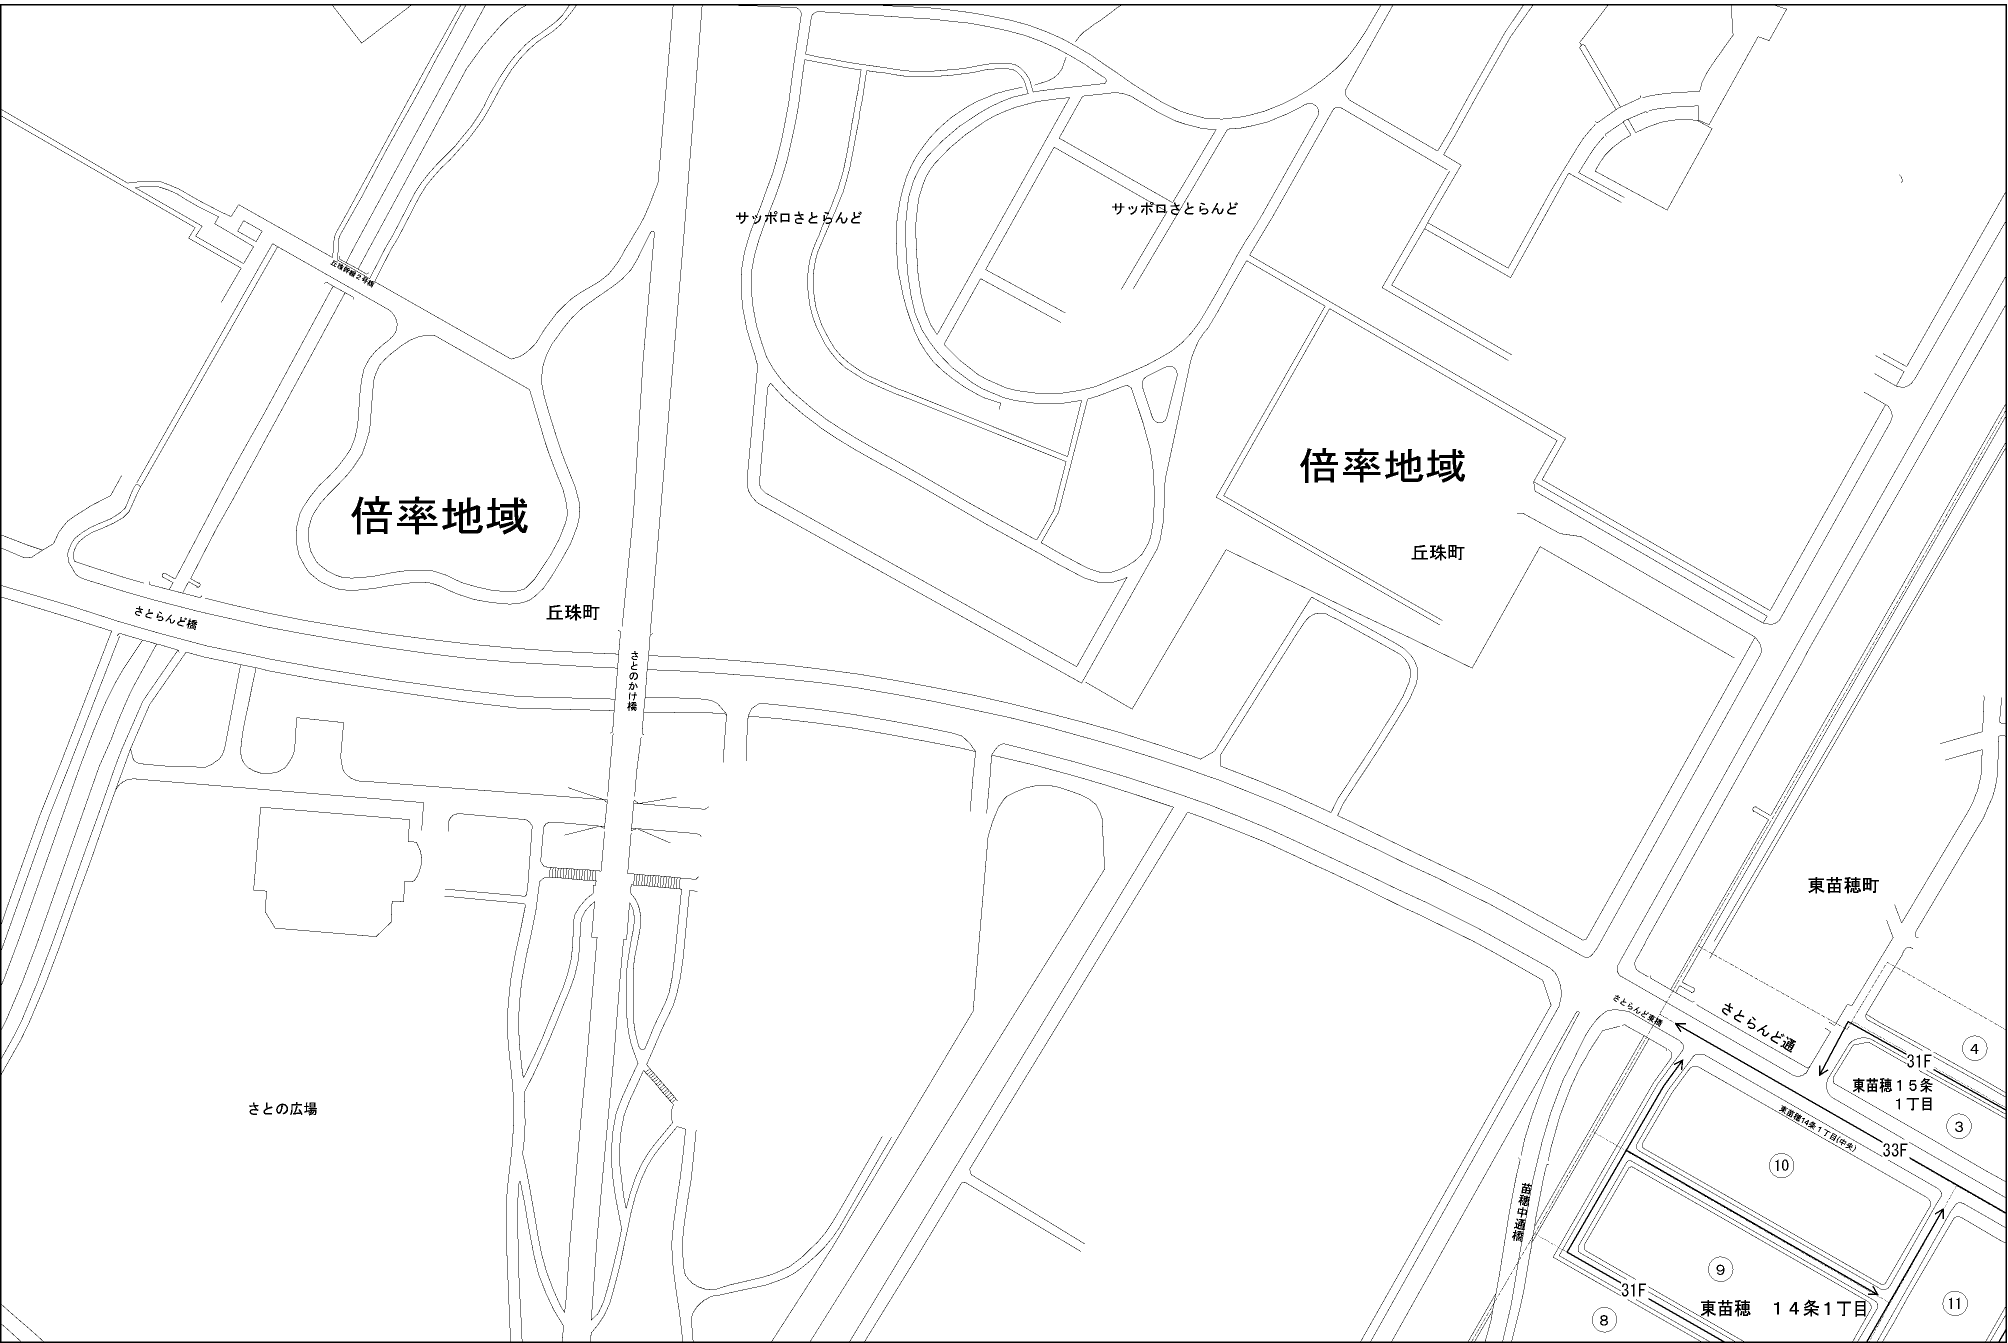 サッポロさとらんど
サッポロさとらんど
丘珠幹線２号橋
倍率地域
倍率地域
丘珠町
さとらんど橋
丘珠町
さとのかけ橋
東苗穂町
さとらんど東橋
さとらんど通
④
31F
東苗穂１５条
１丁目
③
東苗穂14条１丁目(中央)
33F
⑩
さとの広場
苗穂中通橋
⑨
31F
東苗穂　１４条１丁目
⑧
⑪